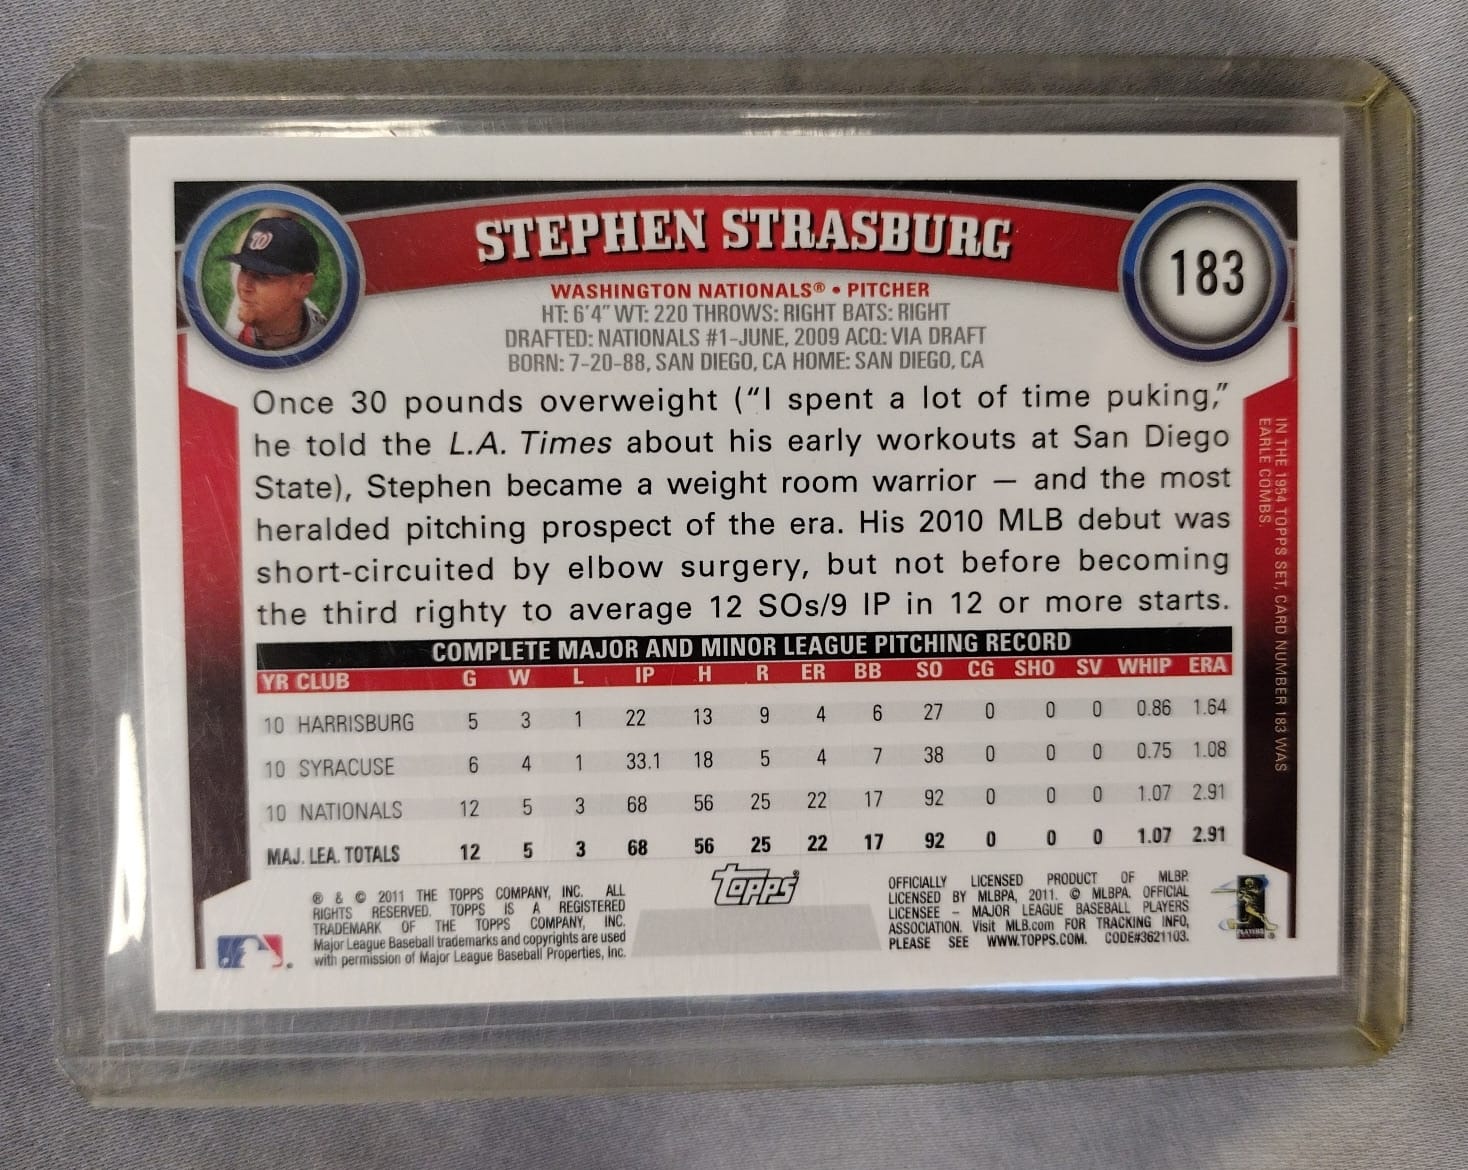 STEPHEN STRASBURG
183
WASHINGTON NATIONALS® • PITCHER
HT: 6'4" WT: 220 THROWS: RIGHT BATS: RIGHT
DRAFTED: NATIONALS #1-JUNE, 2009 ACQ: VIA DRAFT
BORN: 7-20-88, SAN DIEGO, CA HOME: SAN DIEGO, CA
Once 30 pounds overweight (“I spent a lot of time puking,”
he told the L.A. Times about his early workouts at San Diego
State), Stephen became a weight room warrior — and the most
heralded pitching prospect of the era. His 2010 MLB debut was
short-circuited by elbow surgery, but not before becoming
the third righty to average 12 SOs/9 IP in 12 or more starts.
IN THE 1954 TOPPS SET, CARD NUMBER 183 WAS
EARLE COMBS.
COMPLETE MAJOR AND MINOR LEAGUE PITCHING RECORD
YR CLUB G W L IP H R ER BB SO CG SHO SV WHIP ERA
10 HARRISBURG 5 3 1 22 13 9 4 6 27 0 0 0 0.86 1.64
10 SYRACUSE 6 4 1 33.1 18 5 4 7 38 0 0 0 0.75 1.08
10 NATIONALS 12 5 3 68 56 25 22 17 92 0 0 0 1.07 2.91
MAJ. LEA. TOTALS 12 5 3 68 56 25 22 17 92 0 0 0 1.07 2.91
® & © 2011 THE TOPPS COMPANY, INC. ALL
RIGHTS RESERVED. TOPPS IS A REGISTERED
TRADEMARK OF THE TOPPS COMPANY, INC.
Major League Baseball trademarks and copyrights are used
with permission of Major League Baseball Properties, Inc.
Topps®
OFFICIALLY LICENSED PRODUCT OF MLBP.
LICENSED BY MLBPA, 2011. © MLBPA. OFFICIAL
LICENSEE – MAJOR LEAGUE BASEBALL PLAYERS
ASSOCIATION. Visit MLB.com FOR TRACKING INFO,
PLEASE SEE WWW.TOPPS.COM. CODE#3621103.
PLAYERS